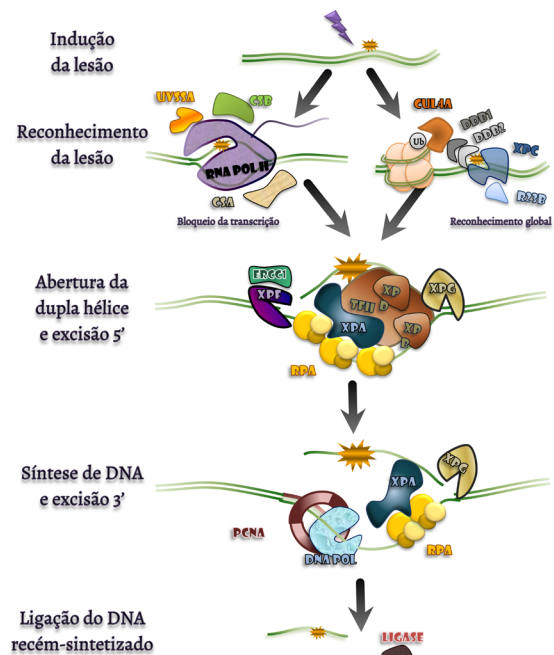 Indução
da lesão
Reconhecimento
da lesão
UVSSA
CSB
RNA POL II
CSA
Bloqueio da transcrição
CUL4A
Ub
DDB1
DDB2
XPC
R23B
Reconhecimento global
Abertura da
dupla hélice
e excisão 5’
ERCC1
XPF
TFII
XP
D
XPA
XP
B
XPG
RPA
Síntese de DNA
e excisão 3’
XPG
XPA
PCNA
DNA POL
RPA
Ligação do DNA
recém-sintetizado
LIGASE